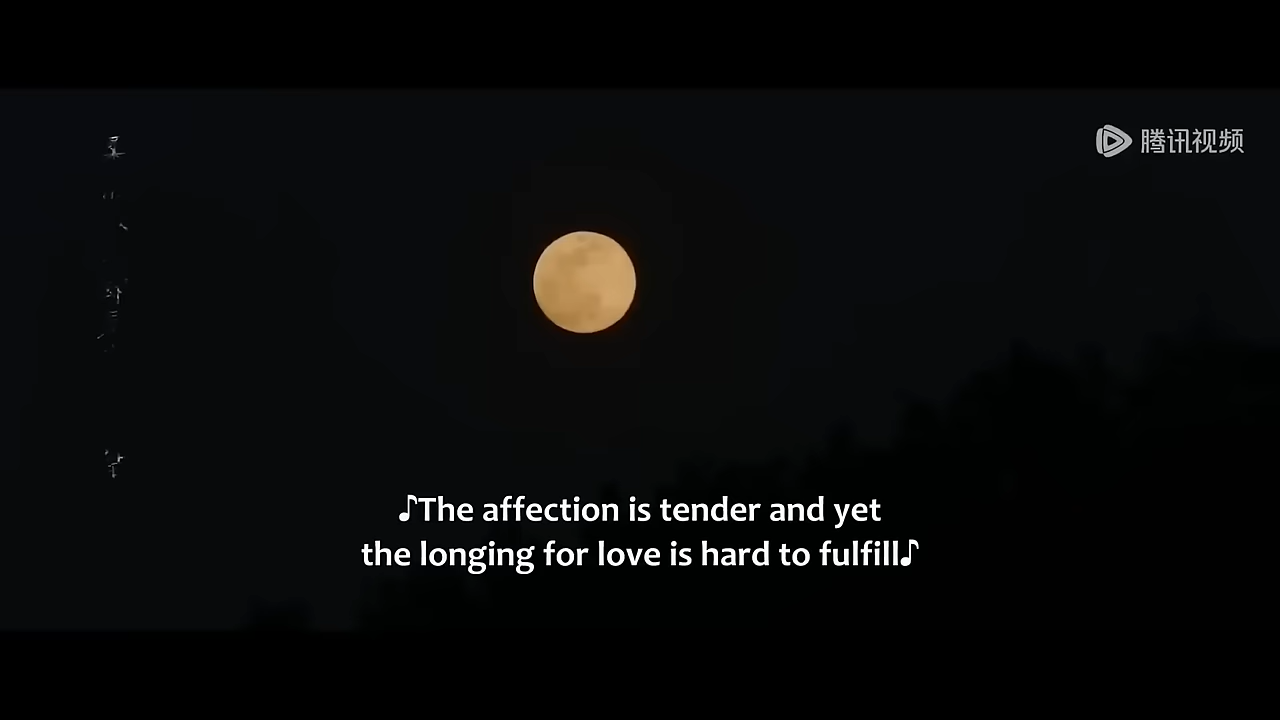 腾讯视频
♪The affection is tender and yet
the longing for love is hard to fulfill♪